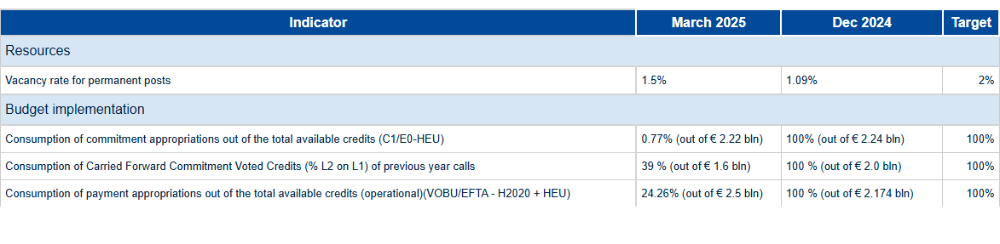 Indicator March 2025 Dec 2024 Target
Resources
Vacancy rate for permanent posts 1.5% 1.09% 2%
Budget implementation
Consumption of commitment appropriations out of the total available credits (C1/E0-HEU) 0.77% (out of € 2.22 bln) 100% (out of € 2.24 bln) 100%
Consumption of Carried Forward Commitment Voted Credits (% L2 on L1) of previous year calls 39 % (out of € 1.6 bln) 100 % (out of € 2.0 bln) 100%
Consumption of payment appropriations out of the total available credits (operational)(VOBU/EFTA - H2020 + HEU) 24.26% (out of € 2.5 bln) 100 % (out of € 2.174 bln) 100%